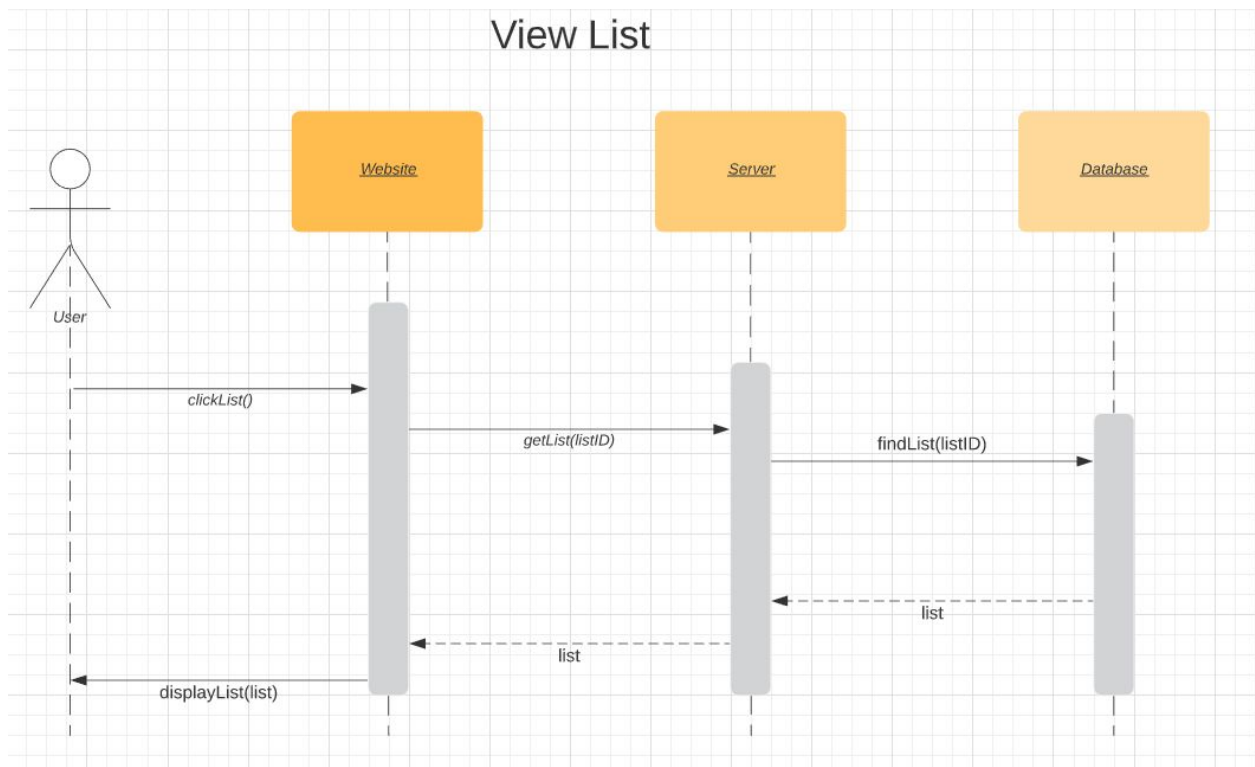 View List
Website
Server
Database
User
clickList()
getList(listID)
findList(listID)
list
list
displayList(list)